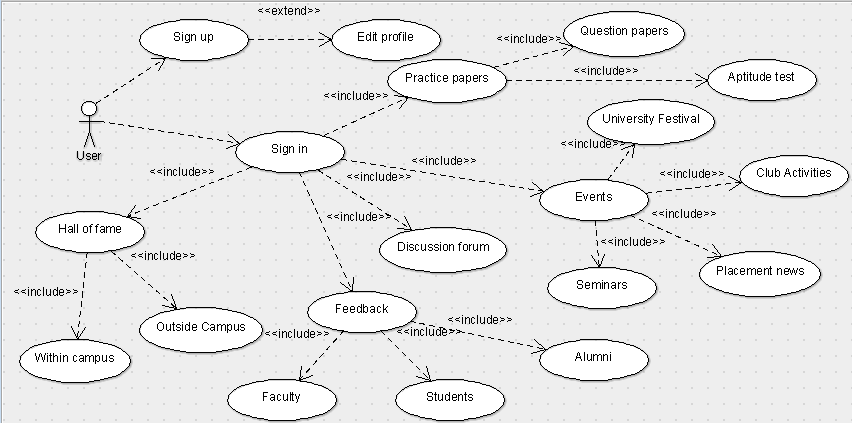 <<extend>>
Sign up
Edit profile
Question papers
<<include>>
Practice papers
<<include>>
Aptitude test
<<include>>
University Festival
User
Sign in
<<include>>
<<include>>
<<include>>
Club Activities
<<include>>
<<include>>
Events
Hall of fame
<<include>>
<<include>>
Discussion forum
<<include>>
<<include>>
Placement news
<<include>>
Seminars
Feedback
Outside Campus
<<include>>
<<include>>
<<include>>
Within campus
Alumni
Faculty
Students